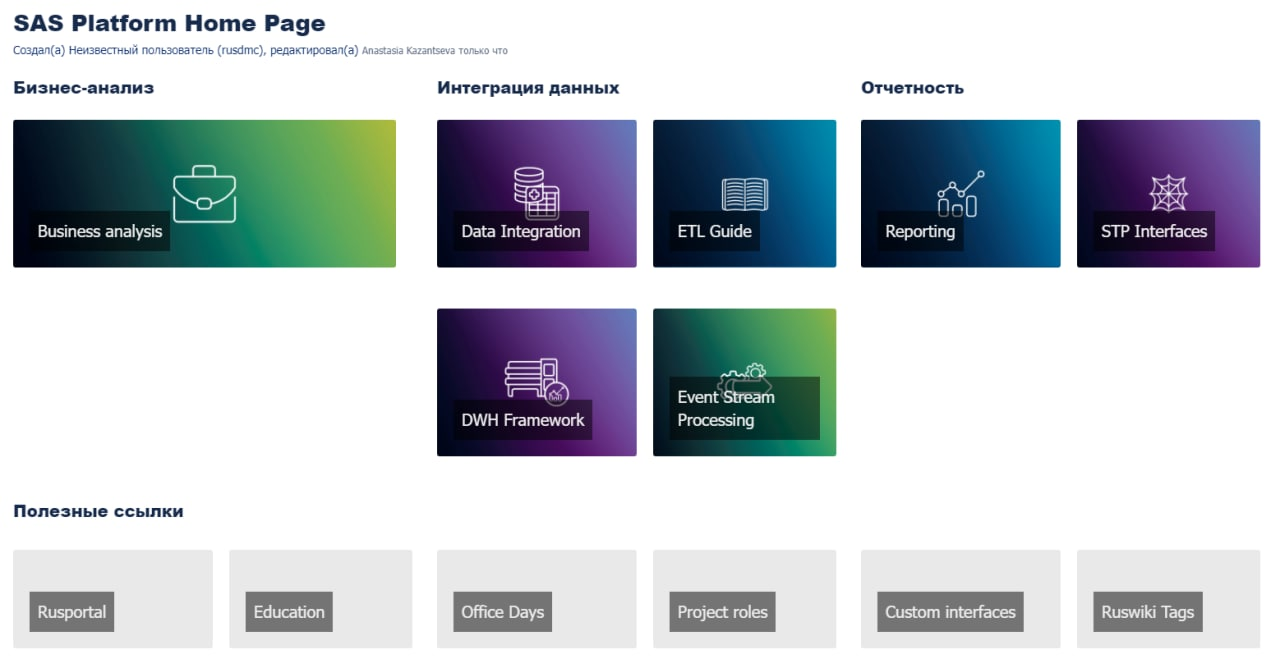 SAS Platform Home Page
Создал(а) Неизвестный пользователь (rusdmc), редактировал(а) Anastasia Kazantseva только что
Бизнес-анализ
Интеграция данных
Отчетность
Business analysis
Data Integration
ETL Guide
Reporting
STP Interfaces
DWH Framework
Event Stream
Processing
Полезные ссылки
Rusportal
Education
Office Days
Project roles
Custom interfaces
Ruswiki Tags